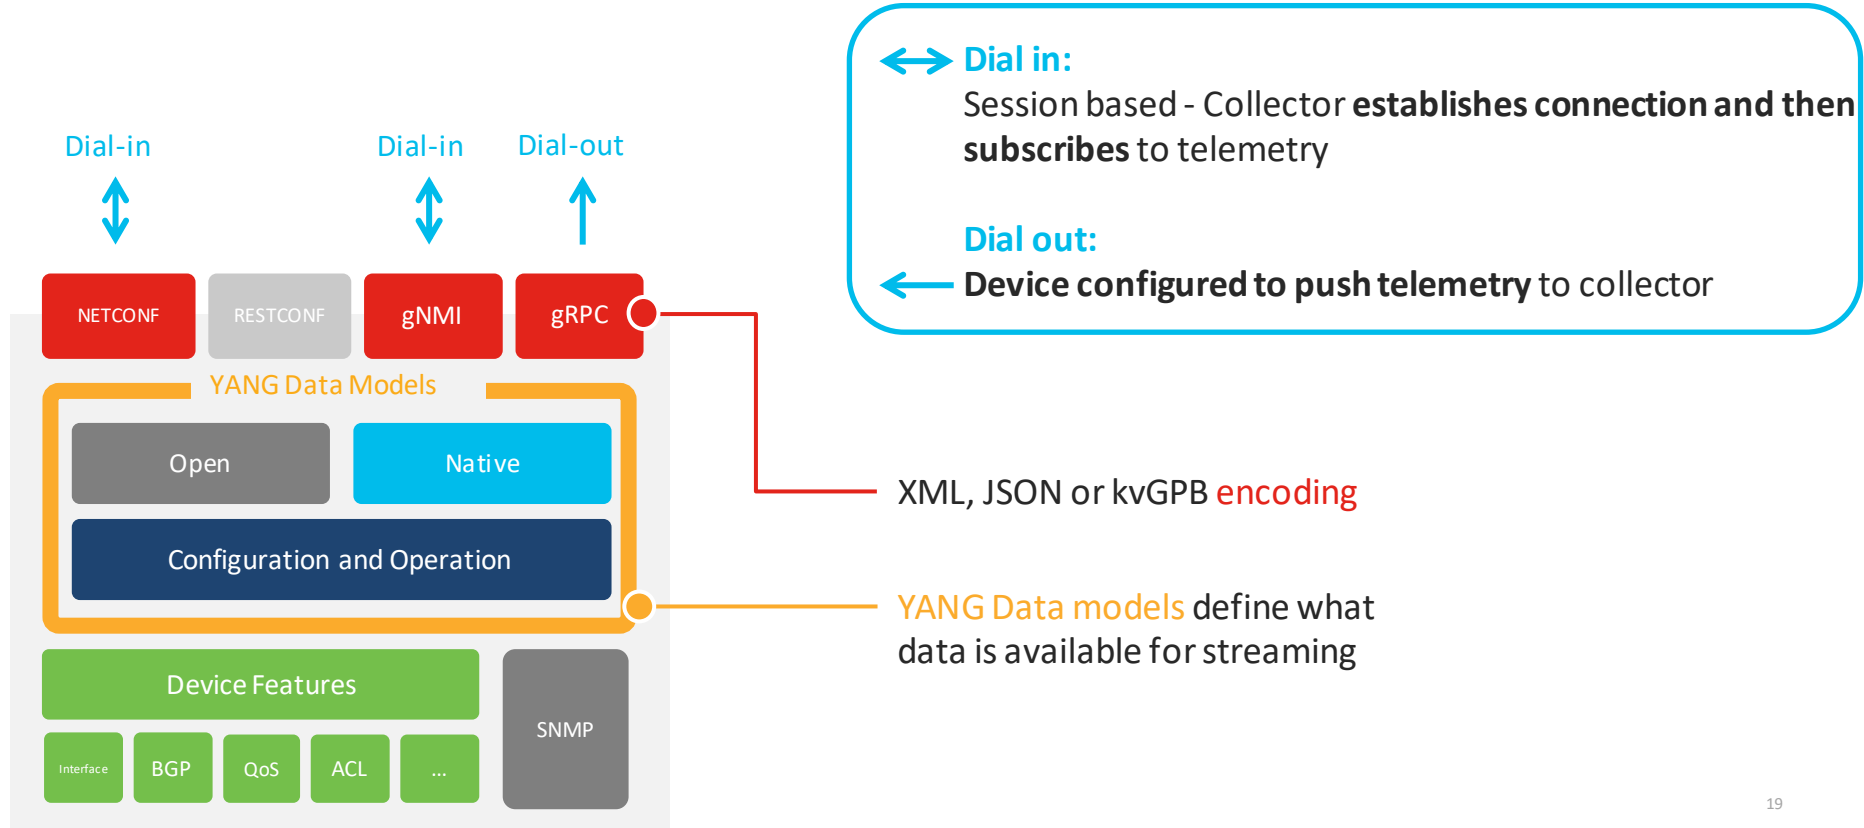 Dial in:
Session based - Collector establishes connection and then
subscribes to telemetry
Dial out:
Device configured to push telemetry to collector
Dial-in
Dial-in
Dial-out
NETCONF
RESTCONF
gNMI
gRPC
YANG Data Models
Open
Native
Configuration and Operation
XML, JSON or kvGPB encoding
YANG Data models define what
data is available for streaming
Device Features
SNMP
Interface
BGP
QoS
ACL
...
19